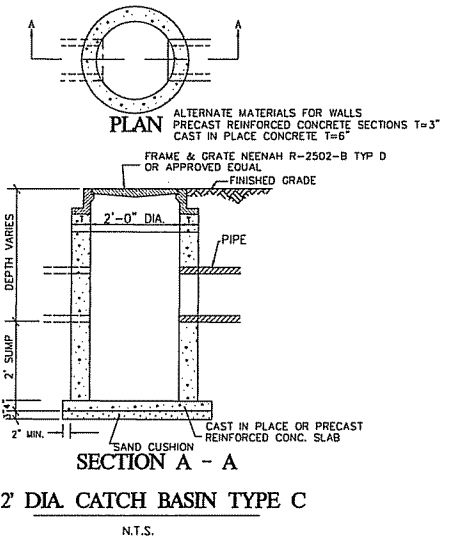 A
A
PLAN
ALTERNATE MATERIALS FOR WALLS
PRECAST REINFORCED CONCRETE SECTIONS T=3"
CAST IN PLACE CONCRETE T=6"
FRAME & GRATE NEENAH R-2502-B TYP D
OR APPROVED EQUAL
FINISHED GRADE
T
2'-0" DIA.
T
PIPE
DEPTH VARIES
2' SUMP
2" MIN.
SAND CUSHION
CAST IN PLACE OR PRECAST
REINFORCED CONC. SLAB
SECTION A - A
2' DIA. CATCH BASIN TYPE C
N.T.S.